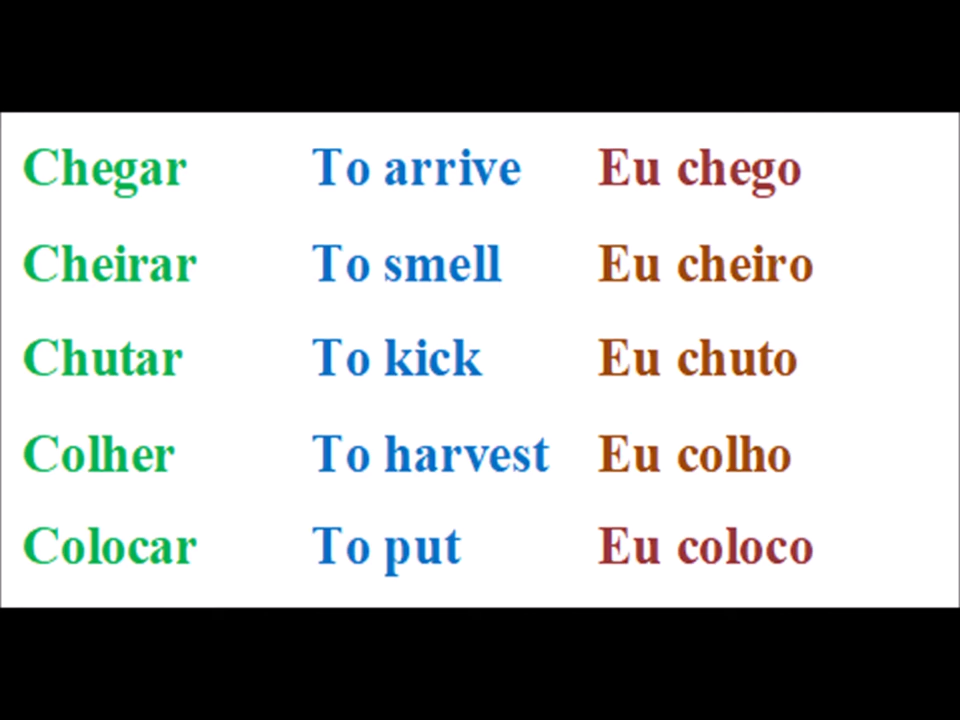 Chegar To arrive Eu chego
Cheirar To smell Eu cheiro
Chutar To kick Eu chuto
Colher To harvest Eu colho
Colocar To put Eu coloco